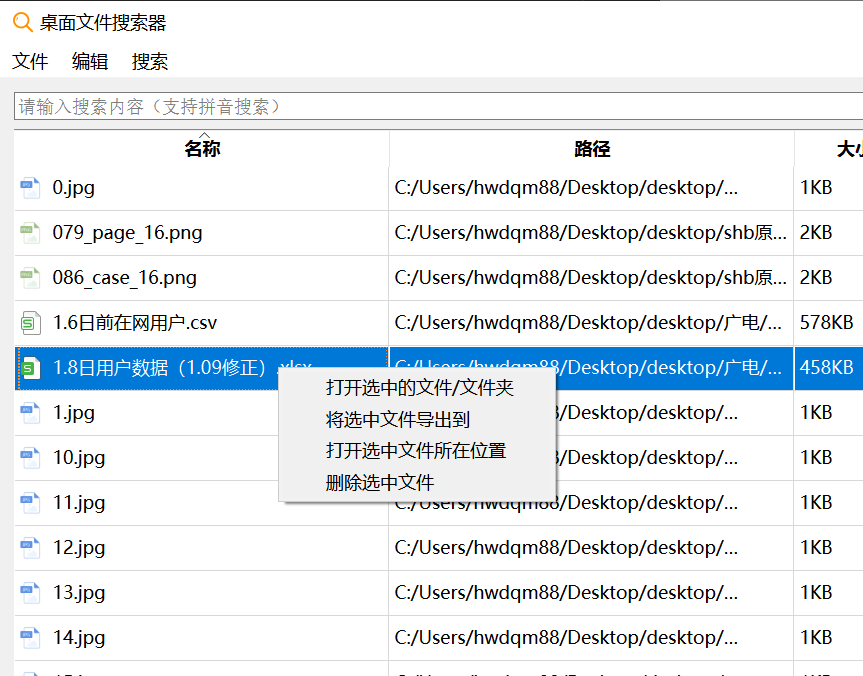 桌面文件搜索器
文件 编辑 搜索
请输入搜索内容（支持拼音搜索）
名称 路径 大小
0.jpg C:/Users/hwdqm88/Desktop/desktop/... 1KB
079_page_16.png C:/Users/hwdqm88/Desktop/desktop/shb原... 2KB
086_case_16.png C:/Users/hwdqm88/Desktop/desktop/shb原... 2KB
1.6日前在网用户.csv C:/Users/hwdqm88/Desktop/desktop/广电/... 578KB
1.8日用户数据（1.09修正）.xlsx C:/Users/hwdqm88/Desktop/desktop/广电/... 458KB
打开选中的文件/文件夹
将选中文件导出到
打开选中文件所在位置
删除选中文件
1.jpg 8/Desktop/desktop/... 1KB
10.jpg 8/Desktop/desktop/... 1KB
11.jpg C:/Users/hwdqm88/Desktop/desktop/... 1KB
12.jpg C:/Users/hwdqm88/Desktop/desktop/... 1KB
13.jpg C:/Users/hwdqm88/Desktop/desktop/... 1KB
14.jpg C:/Users/hwdqm88/Desktop/desktop/... 1KB